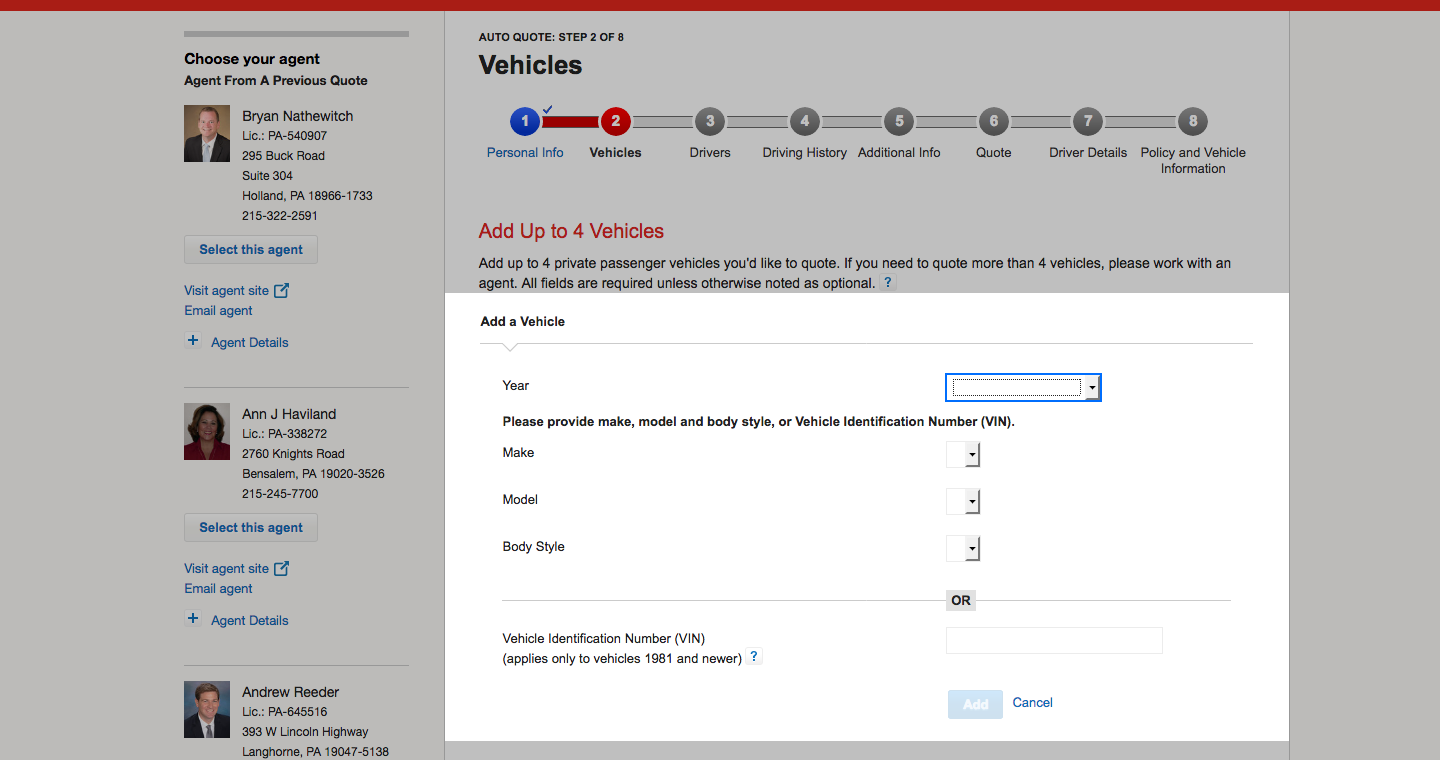 Choose your agent
Agent From A Previous Quote
Bryan Nathewitch
Lic.: PA-540907
295 Buck Road
Suite 304
Holland, PA 18966-1733
215-322-2591
Select this agent
Visit agent site
Email agent
+ Agent Details
Ann J Haviland
Lic.: PA-338272
2760 Knights Road
Bensalem, PA 19020-3526
215-245-7700
Select this agent
Visit agent site
Email agent
+ Agent Details
Andrew Reeder
Lic.: PA-645516
393 W Lincoln Highway
Langhorne, PA 19047-5138
AUTO QUOTE: STEP 2 OF 8
Vehicles
1 2 3 4 5 6 7 8
Personal Info Vehicles Drivers Driving History Additional Info Quote Driver Details Policy and Vehicle
Information
Add Up to 4 Vehicles
Add up to 4 private passenger vehicles you'd like to quote. If you need to quote more than 4 vehicles, please work with an
agent. All fields are required unless otherwise noted as optional. ?
Add a Vehicle
Year
Please provide make, model and body style, or Vehicle Identification Number (VIN).
Make
Model
Body Style
OR
Vehicle Identification Number (VIN)
(applies only to vehicles 1981 and newer) ?
Add Cancel